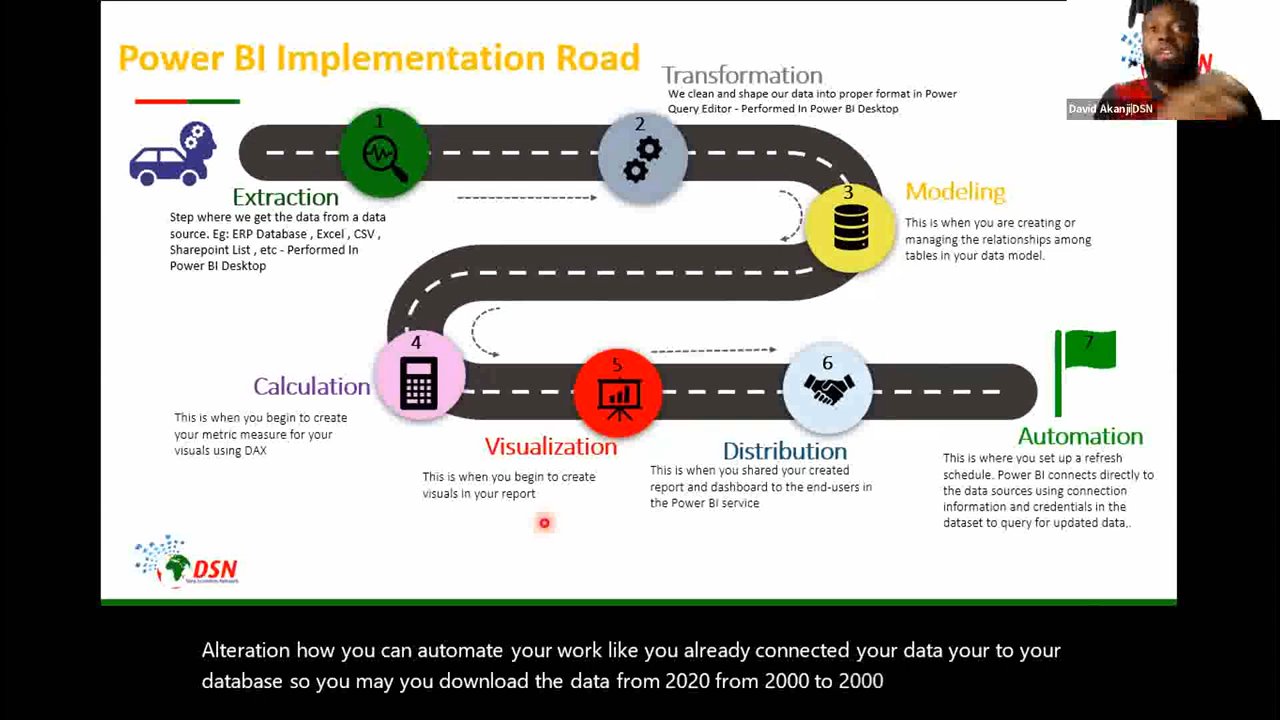 Power BI Implementation Road
Transformation
We clean and shape our data into proper format in Power
Query Editor - Performed In Power BI Desktop
SN
David Akanji|DSN
1
2
3
Extraction
Step where we get the data from a data
source. Eg: ERP Database , Excel , CSV ,
Sharepoint List , etc - Performed In
Power BI Desktop
Modeling
This is when you are creating or
managing the relationships among
tables in your data model.
4
5
6
7
Calculation
This is when you begin to create
your metric measure for your
visuals using DAX
Visualization
This is when you begin to create
visuals in your report
Distribution
This is when you shared your created
report and dashboard to the end-users in
the Power BI service
Automation
This is where you set up a refresh
schedule. Power BI connects directly to
the data sources using connection
information and credentials in the
dataset to query for updated data,.
DSN
Alteration how you can automate your work like you already connected your data your to your
database so you may you download the data from 2020 from 2000 to 2000